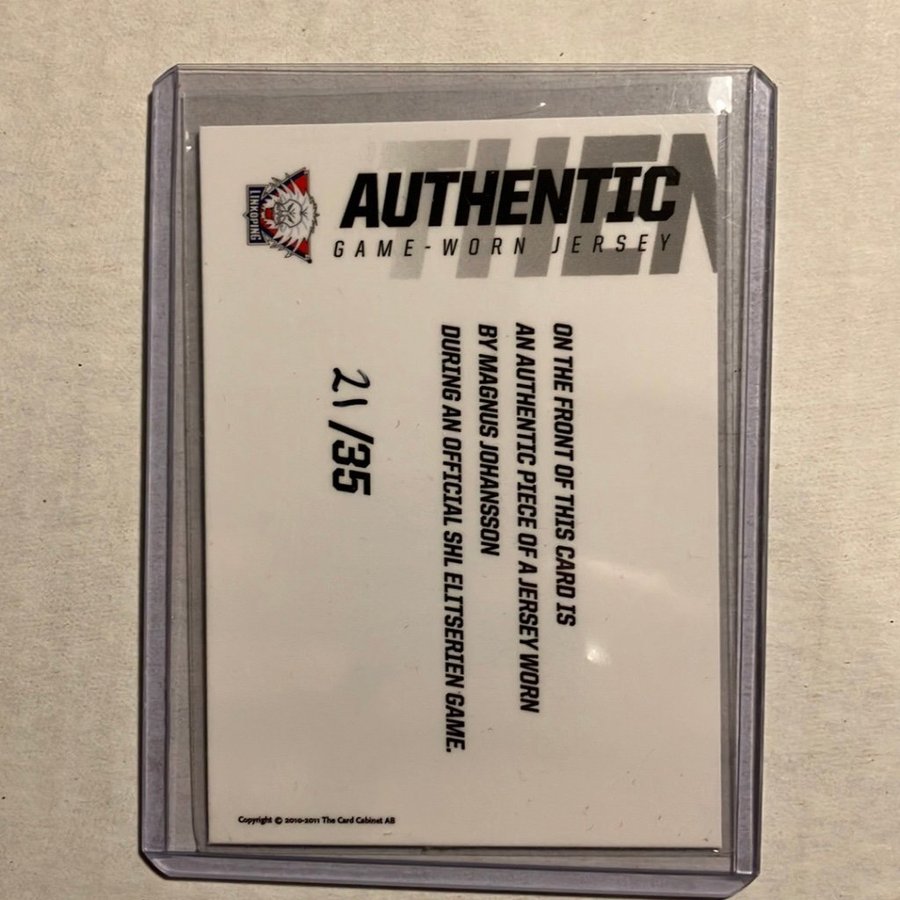 THEN
AUTHENTIC
GAME-WORN JERSEY
LINKÖPING
ON THE FRONT OF THIS CARD IS
AN AUTHENTIC PIECE OF A JERSEY WORN
BY MAGNUS JOHANSSON
DURING AN OFFICIAL SHL ELITSERIEN GAME.
21/35
Copyright © 2010-2011 The Card Cabinet AB